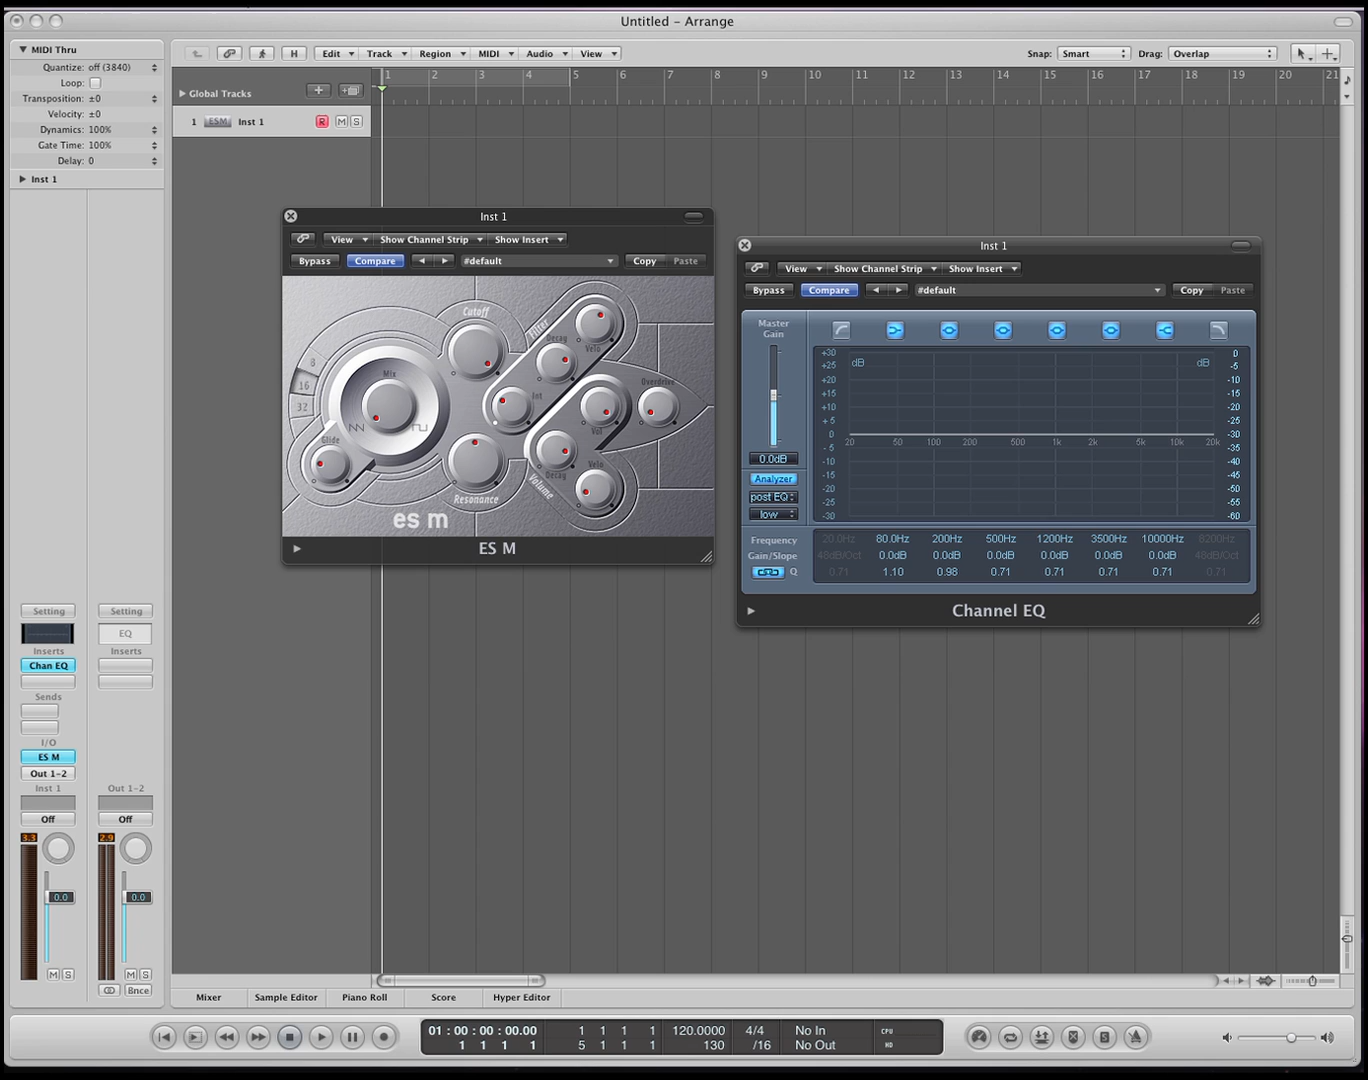 Untitled – Arrange
MIDI Thru
Quantize: off (3840)
Loop:
Transposition: ±0
Velocity: ±0
Dynamics: 100%
Gate Time: 100%
Delay: 0
Inst 1
H Edit Track Region MIDI Audio View
Snap: Smart Drag: Overlap
Global Tracks
1 2 3 4 5 6 7 8 9 10 11 12 13 14 15 16 17 18 19 20 21
1 ESM Inst 1 R M S
Inst 1
View Show Channel Strip Show Insert
Bypass Compare #default Copy Paste
Cutoff
Filter
Decay
Velo
8
16
32
Mix
Int
Overdrive
Glide
Vol
Decay
Velo
Volume
Resonance
es m
ES M
Inst 1
View Show Channel Strip Show Insert
Bypass Compare #default Copy Paste
Master
Gain
0.0dB
Analyzer
post EQ
low
+30
+25
+20
+15
+10
+ 5
0
- 5
-10
-15
-20
-25
-30
dB
dB
20 50 100 200 500 1k 2k 5k 10k 20k
0
-5
-10
-15
-20
-25
-30
-35
-40
-45
-50
-55
-60
Frequency 20.0Hz 80.0Hz 200Hz 500Hz 1200Hz 3500Hz 10000Hz 8200Hz
Gain/Slope 48dB/Oct 0.0dB 0.0dB 0.0dB 0.0dB 0.0dB 0.0dB 48dB/Oct
Q 0.71 1.10 0.98 0.71 0.71 0.71 0.71 0.71
Channel EQ
Setting Setting
EQ
Inserts Inserts
Chan EQ
Sends
I/O
ES M
Out 1-2
Inst 1 Out 1-2
Off Off
3.3 2.9
0.0 0.0
M S M S
Bnce
Mixer Sample Editor Piano Roll Score Hyper Editor
01 : 00 : 00 : 00.00 1 1 1 1 120.0000 4/4 No In CPU
1 1 1 1 5 1 1 1 130 /16 No Out HD